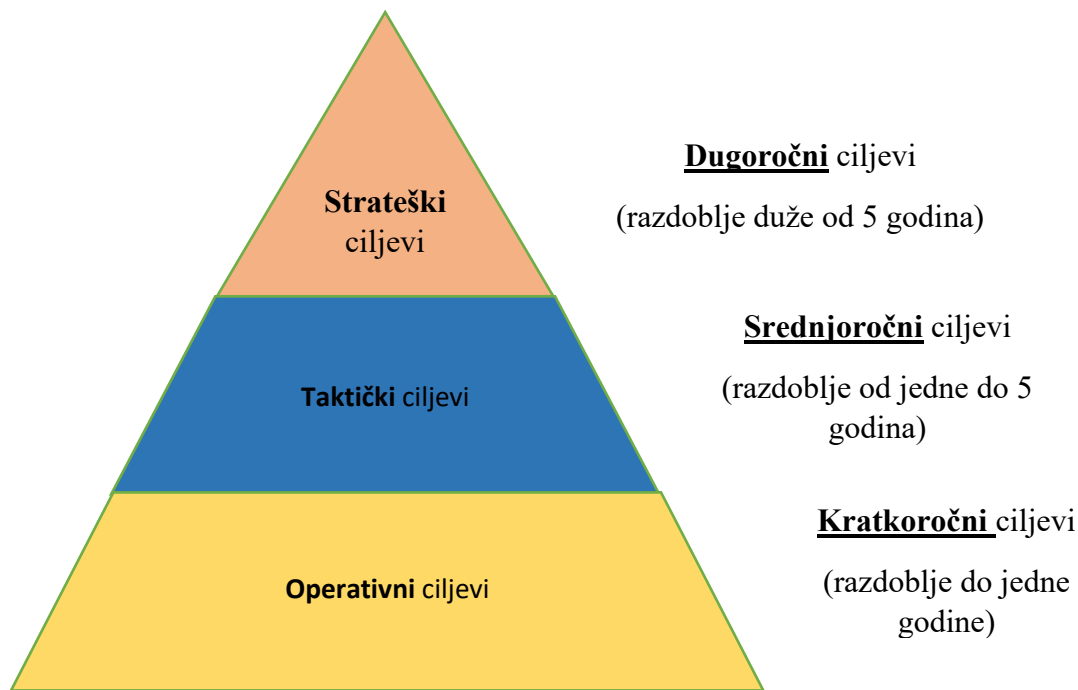 Strateški
ciljevi
Dugoročni ciljevi
(razdoblje duže od 5 godina)
Taktički ciljevi
Srednjoročni ciljevi
(razdoblje od jedne do 5
godina)
Operativni ciljevi
Kratkoročni ciljevi
(razdoblje do jedne
godine)